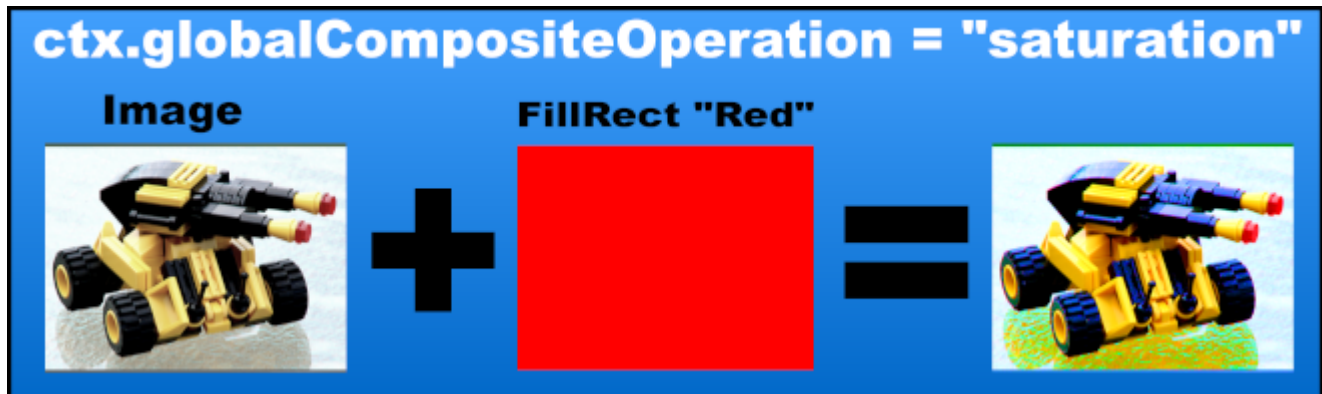 ctx.globalCompositeOperation = "saturation"
Image
FillRect "Red"